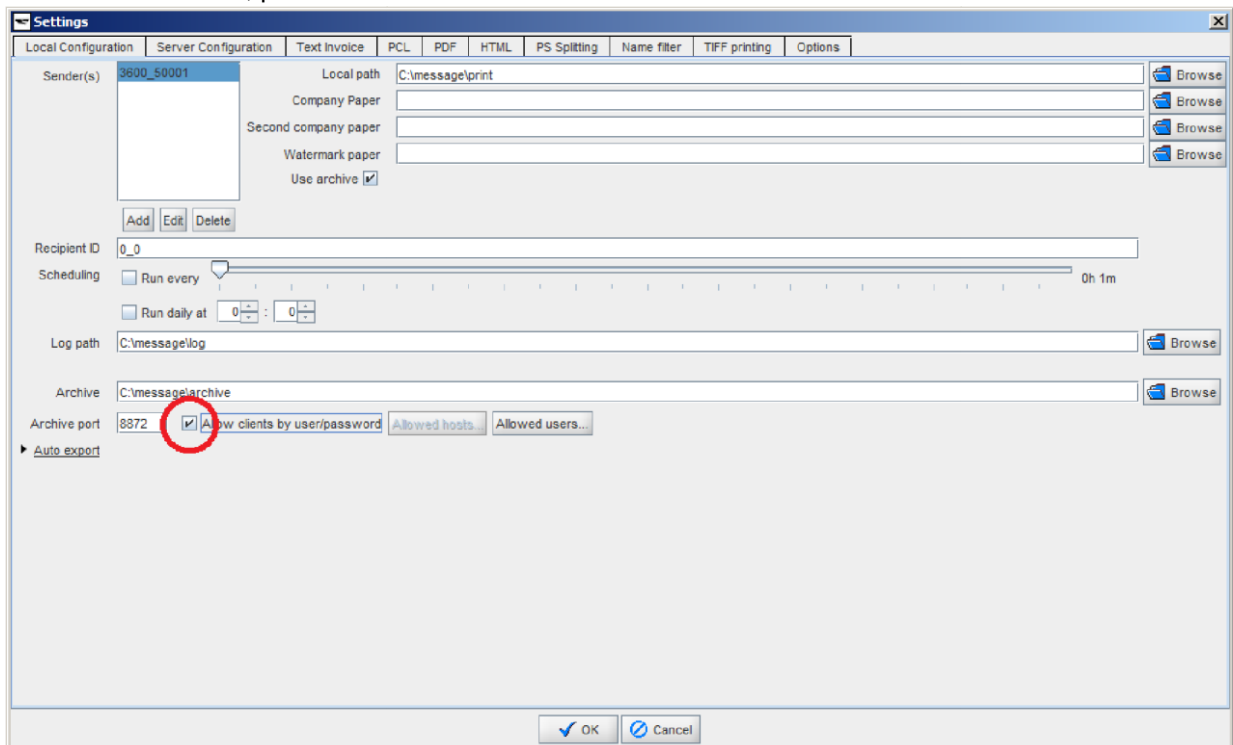 Settings
Local Configuration Server Configuration Text Invoice PCL PDF HTML PS Splitting Name filter TIFF printing Options
Sender(s) 3600_50001 Local path C:\message\print Browse
Company Paper Browse
Second company paper Browse
Watermark paper Browse
Use archive
Add Edit Delete
Recipient ID 0_0
Scheduling Run every 0h 1m
Run daily at 0 : 0
Log path C:\message\log Browse
Archive C:\message\archive Browse
Archive port 8872 Allow clients by user/password Allowed hosts... Allowed users...
Auto export
OK Cancel